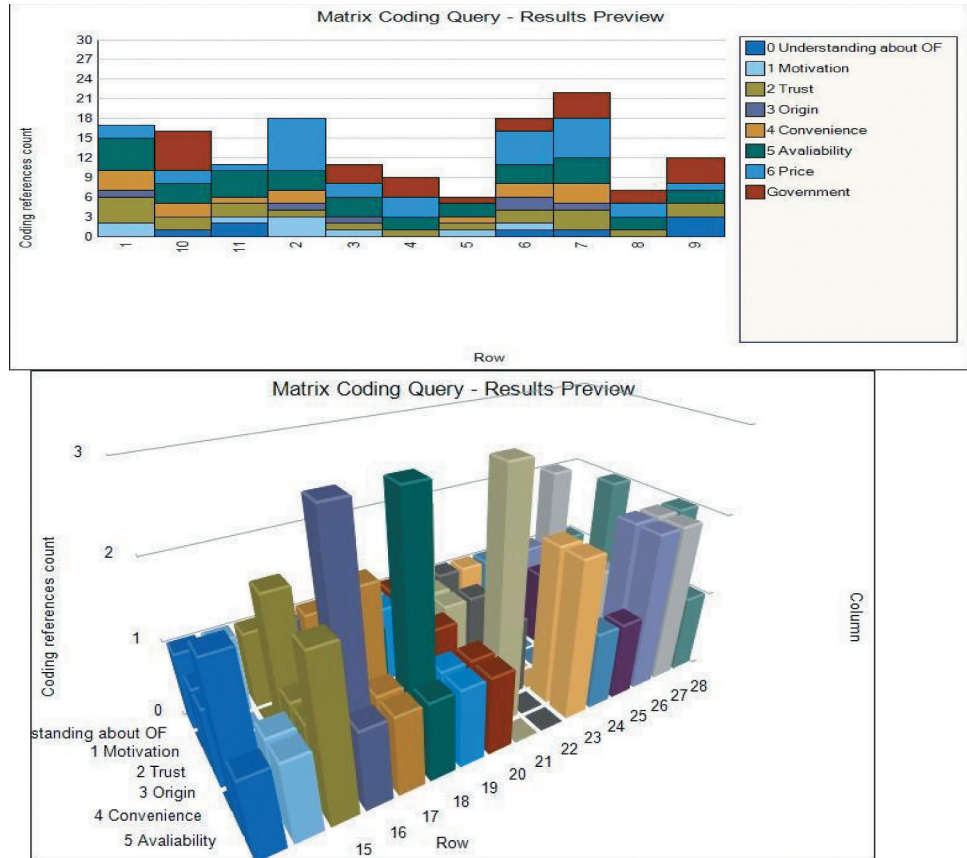 Matrix Coding Query - Results Preview
30
27
24
21
18
15
12
9
6
3
0
Coding references count
1
10
11
2
3
4
5
6
7
8
9
Row
0 Understanding about OF
1 Motivation
2 Trust
3 Origin
4 Convenience
5 Avaliability
6 Price
Government
Matrix Coding Query - Results Preview
3
2
1
0
Coding references count
standing about OF
1 Motivation
2 Trust
3 Origin
4 Convenience
5 Avaliability
15
16
17
18
19
20
21
22
23
24
25
26
27
28
Row
Column